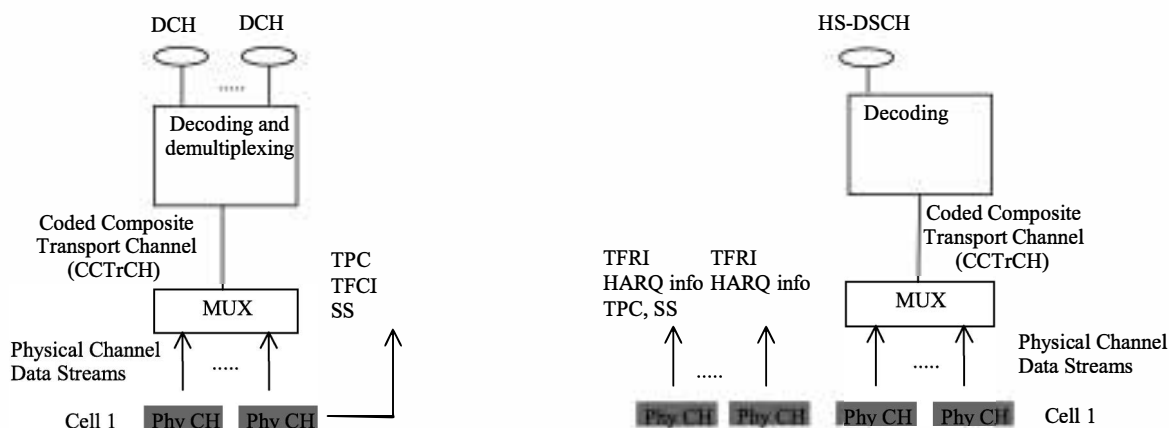 DCH DCH
.....
Decoding and
demultiplexing
Coded Composite
Transport Channel
(CCTrCH)
TPC
TFCI
SS
MUX
Physical Channel
Data Streams
.....
Cell 1 Phy CH Phy CH
HS-DSCH
Decoding
Coded Composite
Transport Channel
(CCTrCH)
TFRI TFRI
HARQ info HARQ info
TPC, SS
MUX
Physical Channel
Data Streams
..... .....
Phy CH Phy CH Phy CH Phy CH Cell 1